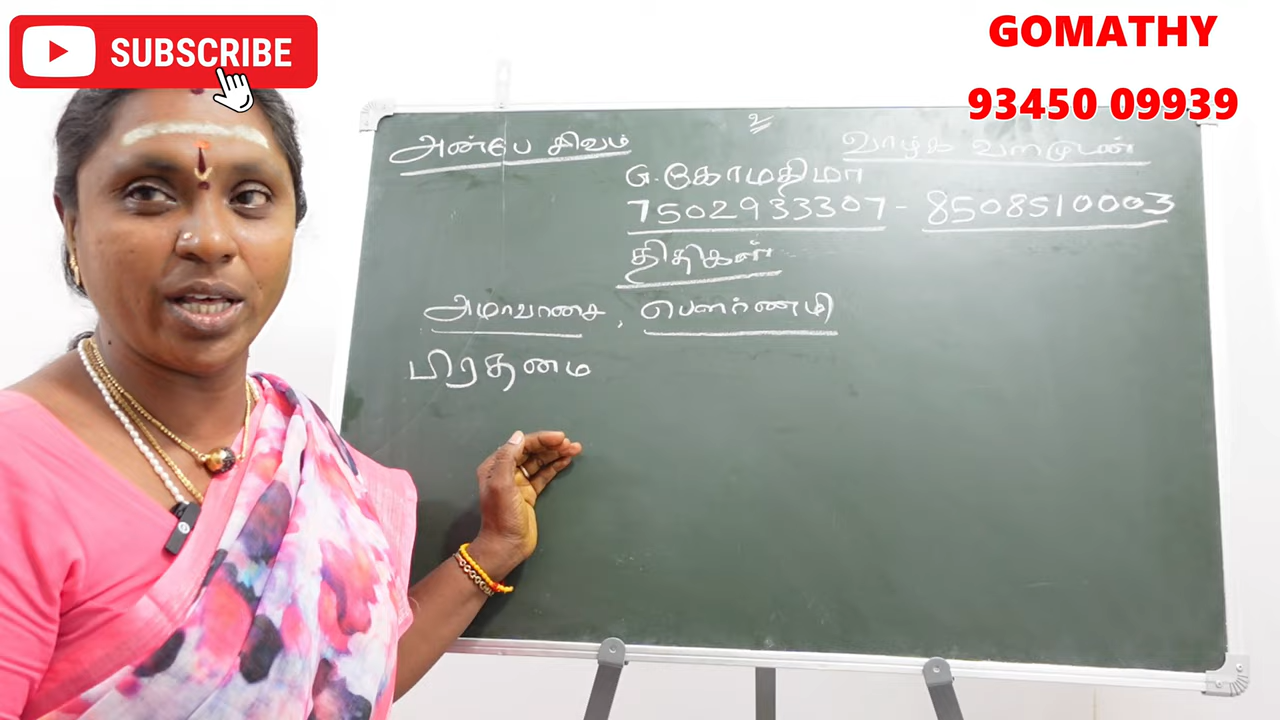 SUBSCRIBE
GOMATHY
93450 09939
உ
அன்பே சிவம் வாழ்க வளமுடன்
G.கோமதிமா
7502933307 - 8508510003
திதிகள்
அமாவாசை, பௌர்ணமி
பிரதமை